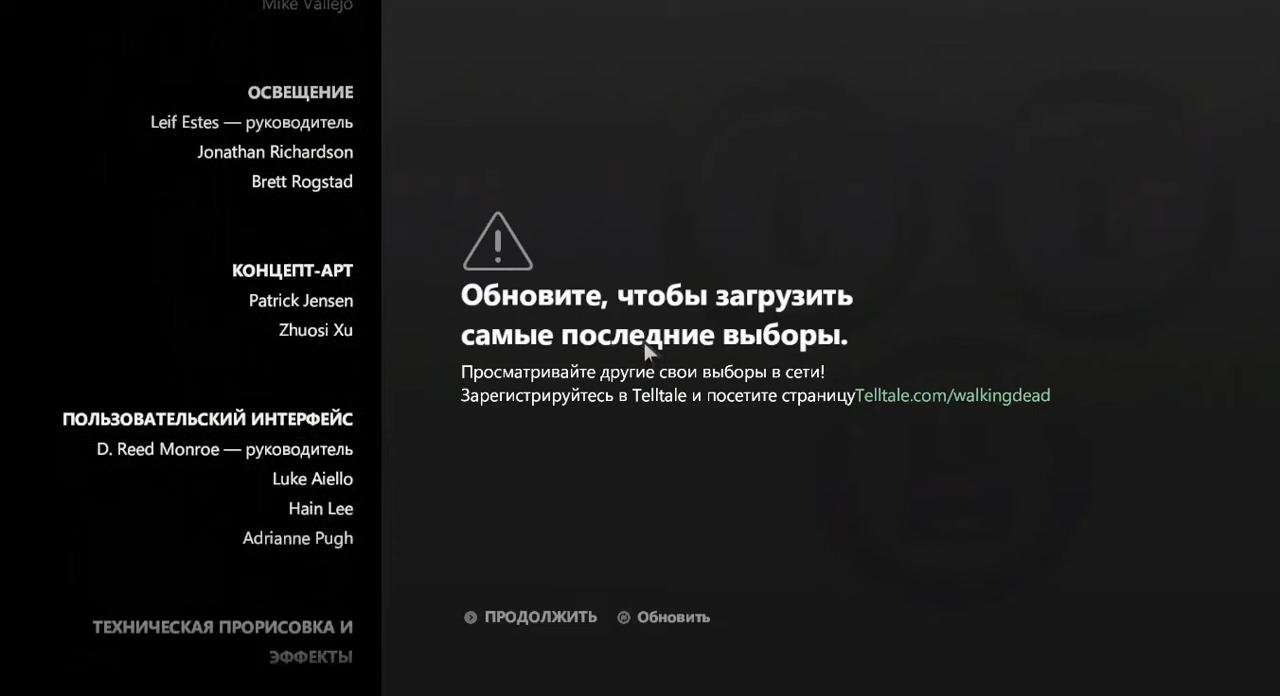 Mike Vallejo
ОСВЕЩЕНИЕ
Leif Estes — руководитель
Jonathan Richardson
Brett Rogstad
КОНЦЕПТ-АРТ
Patrick Jensen
Zhuosi Xu
ПОЛЬЗОВАТЕЛЬСКИЙ ИНТЕРФЕЙС
D. Reed Monroe — руководитель
Luke Aiello
Hain Lee
Adrianne Pugh
ТЕХНИЧЕСКАЯ ПРОРИСОВКА И
ЭФФЕКТЫ
Обновите, чтобы загрузить
самые последние выборы.
Просматривайте другие свои выборы в сети!
Зарегистрируйтесь в Telltale и посетите страницуTelltale.com/walkingdead
ПРОДОЛЖИТЬ Обновить